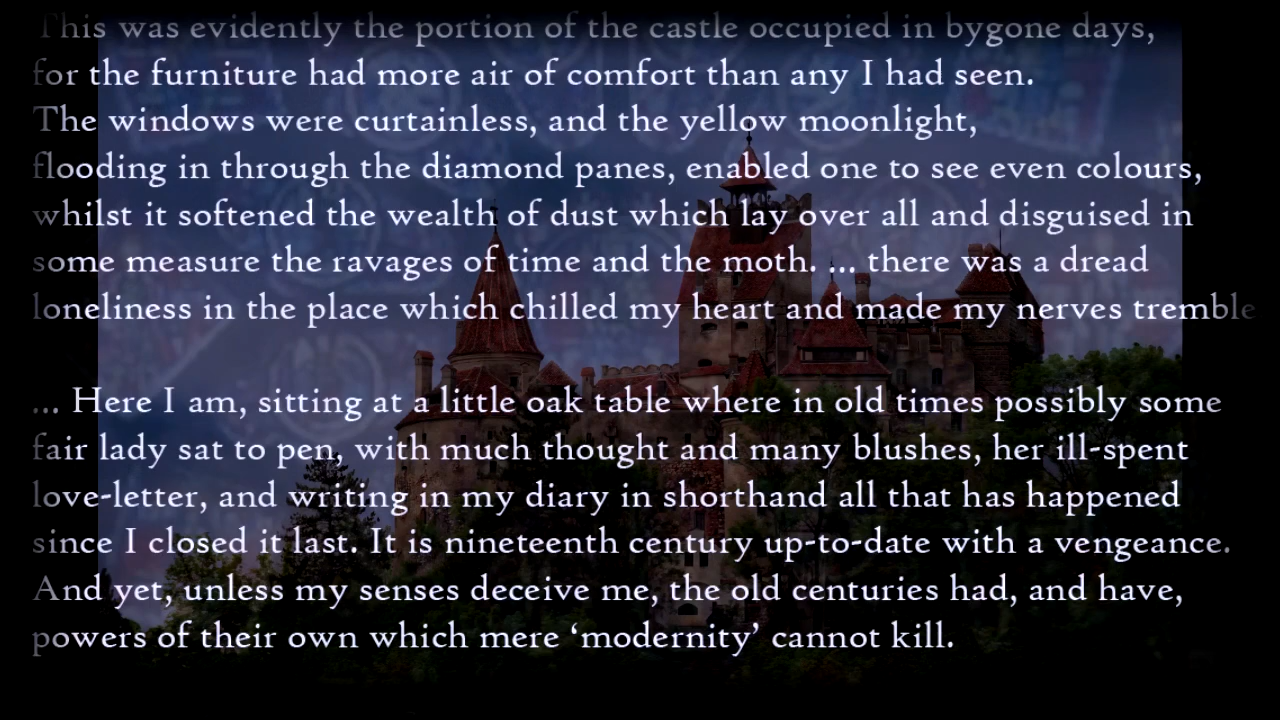 This was evidently the portion of the castle occupied in bygone days,
for the furniture had more air of comfort than any I had seen.
The windows were curtainless, and the yellow moonlight,
flooding in through the diamond panes, enabled one to see even colours,
whilst it softened the wealth of dust which lay over all and disguised in
some measure the ravages of time and the moth. ... there was a dread
loneliness in the place which chilled my heart and made my nerves tremble
... Here I am, sitting at a little oak table where in old times possibly some
fair lady sat to pen, with much thought and many blushes, her ill-spent
love-letter, and writing in my diary in shorthand all that has happened
since I closed it last. It is nineteenth century up-to-date with a vengeance.
And yet, unless my senses deceive me, the old centuries had, and have,
powers of their own which mere ‘modernity’ cannot kill.